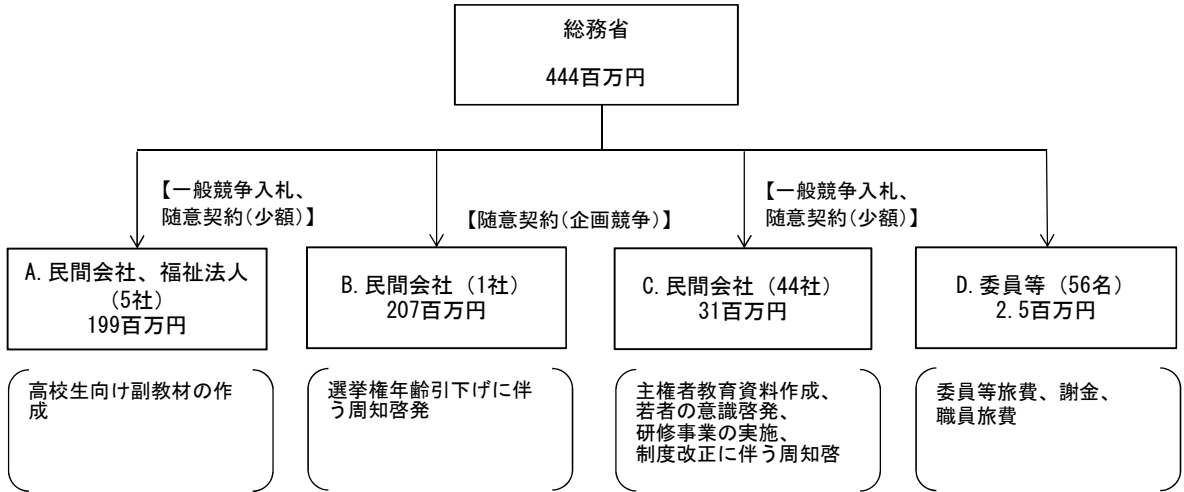 総務省
444百万円
【一般競争入札、
随意契約(少額)】
【随意契約(企画競争)】
【一般競争入札、
随意契約(少額)】
A.民間会社、福祉法人
(5社)
199百万円
B.民間会社(1社)
207百万円
C.民間会社(44社)
31百万円
D.委員等(56名)
2.5百万円
高校生向け副教材の作
成
選挙権年齢引下げに伴
う周知啓発
主権者教育資料作成、
若者の意識啓発、
研修事業の実施、
制度改正に伴う周知啓
委員等旅費、謝金、
職員旅費